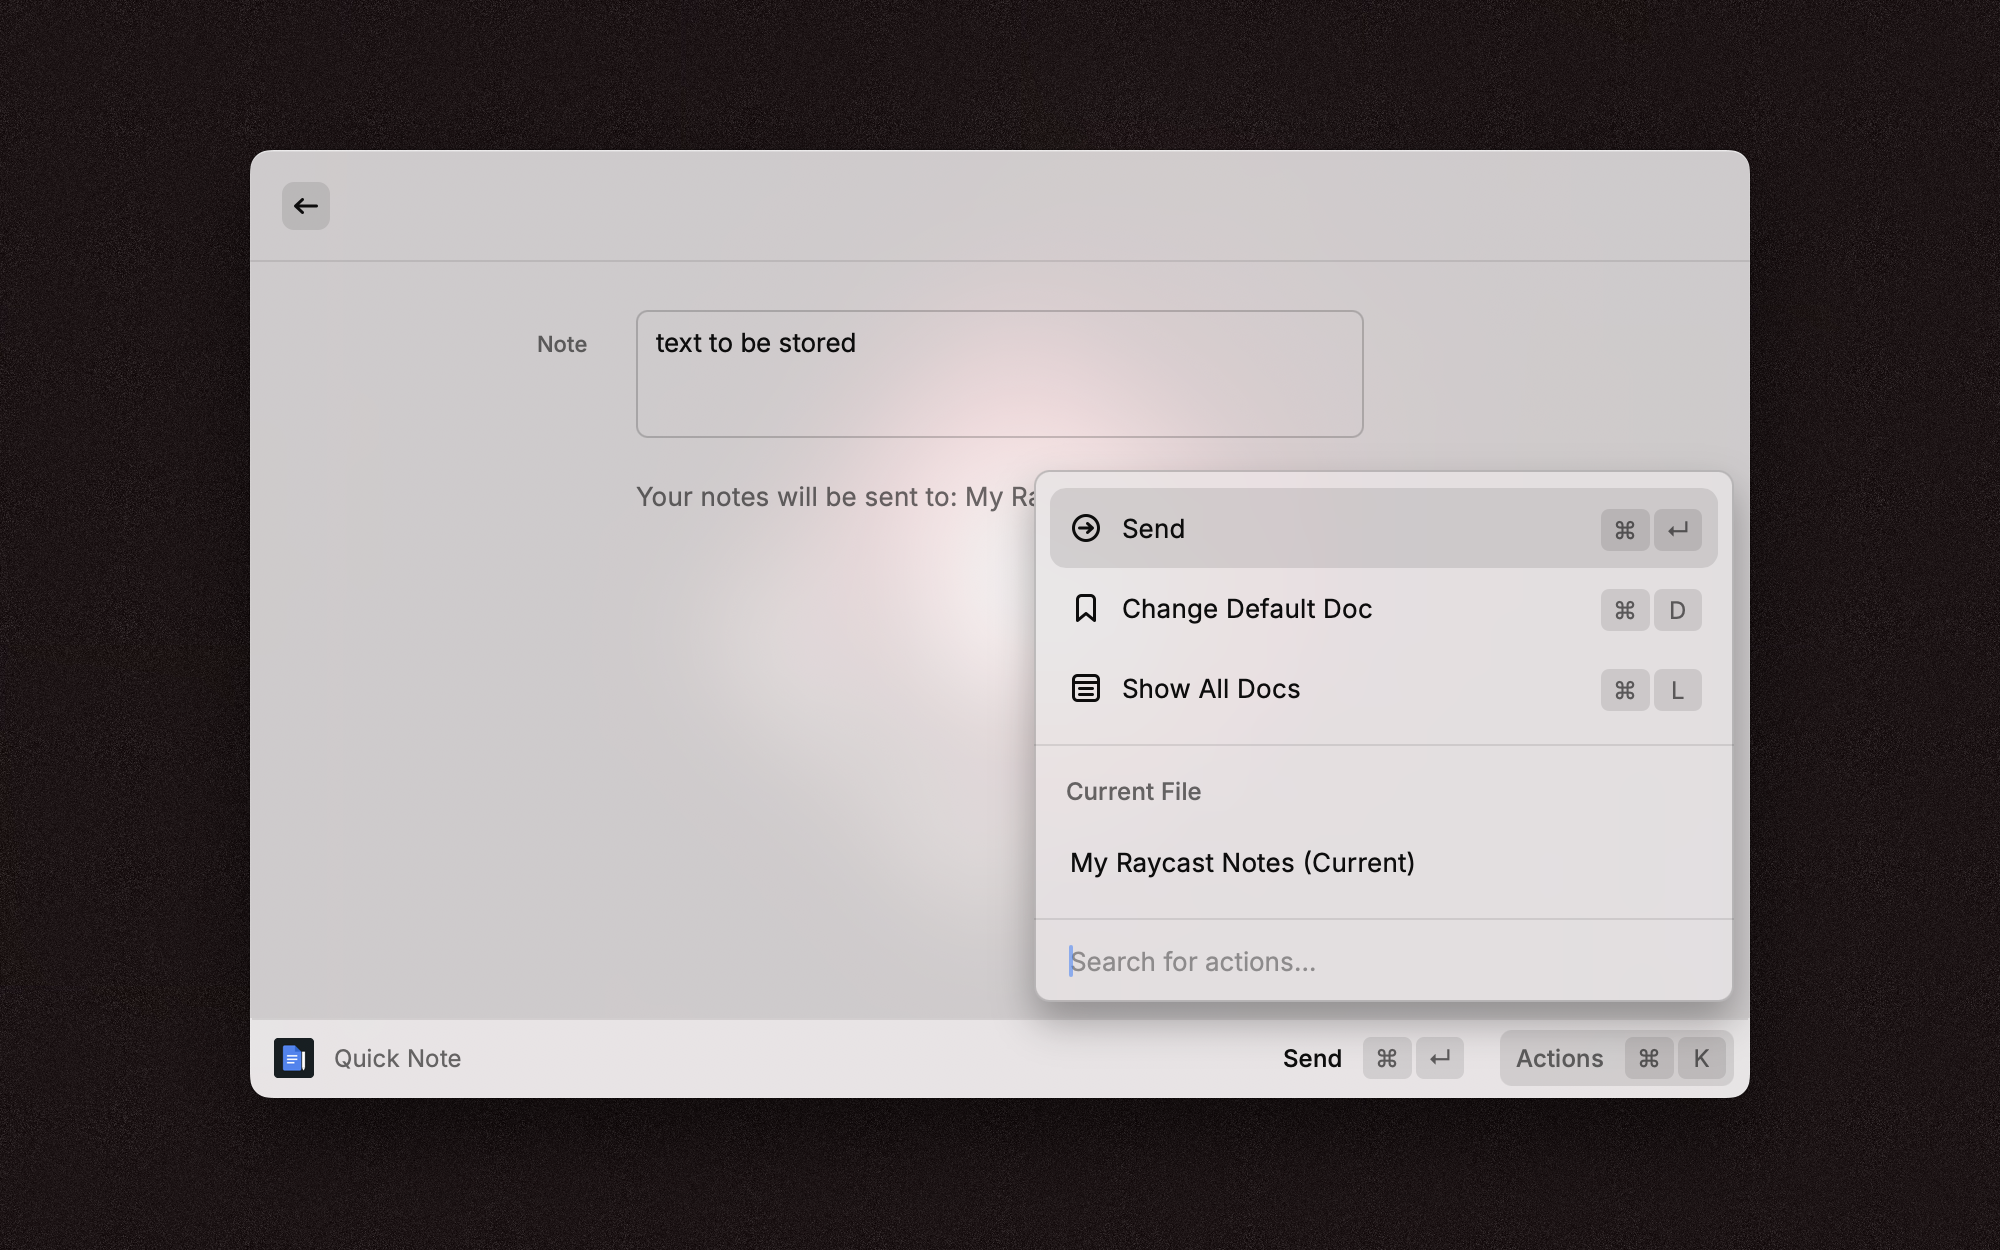 Note
text to be stored
Your notes will be sent to: My
Send ⌘ ↵
Change Default Doc ⌘ D
Show All Docs ⌘ L
Current File
My Raycast Notes (Current)
Search for actions...
Quick Note
Send ⌘ ↵
Actions ⌘ K